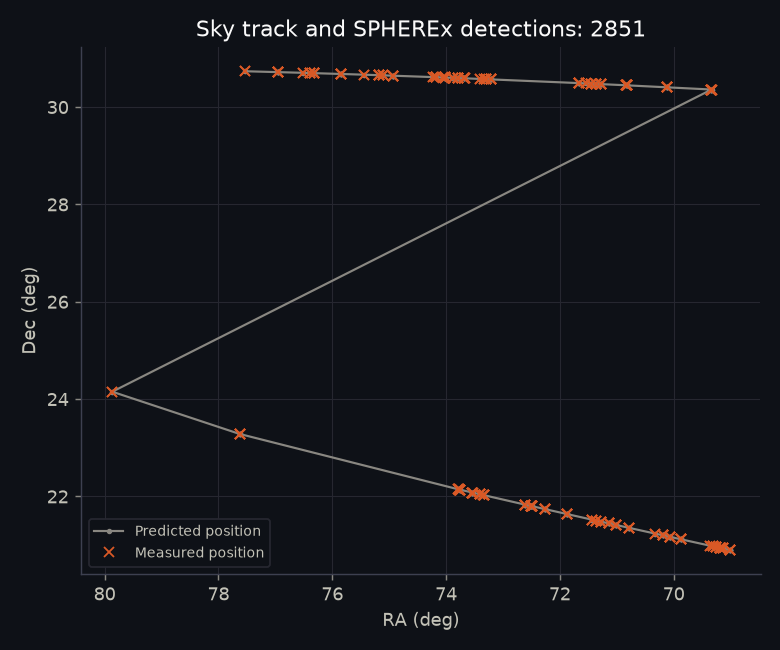 Sky track and SPHEREx detections: 2851
30
28
26
24
22
Dec (deg)
Predicted position
Measured position
80 78 76 74 72 70
RA (deg)